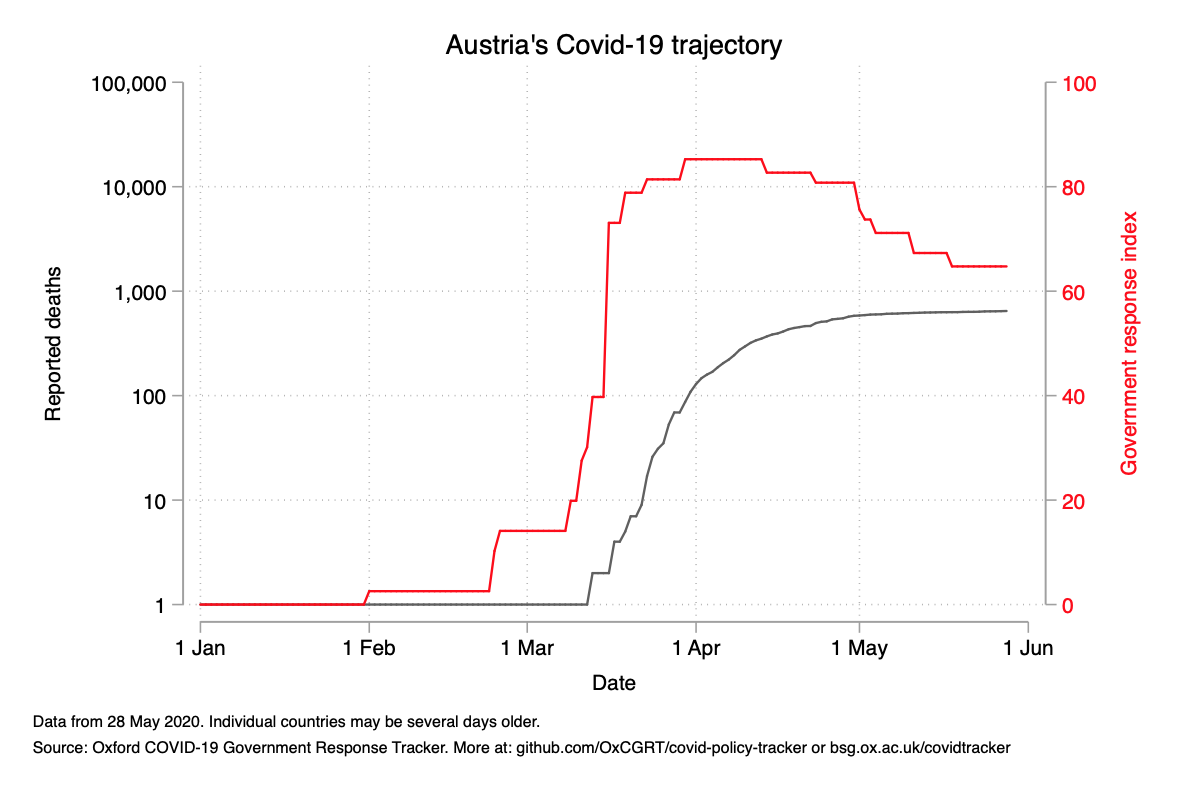 Austria's Covid-19 trajectory
100,000
10,000
1,000
100
10
1
Reported deaths
100
80
60
40
20
0
Government response index
1 Jan
1 Feb
1 Mar
1 Apr
1 May
1 Jun
Date
Data from 28 May 2020. Individual countries may be several days older.
Source: Oxford COVID-19 Government Response Tracker. More at: github.com/OxCGRT/covid-policy-tracker or bsg.ox.ac.uk/covidtracker